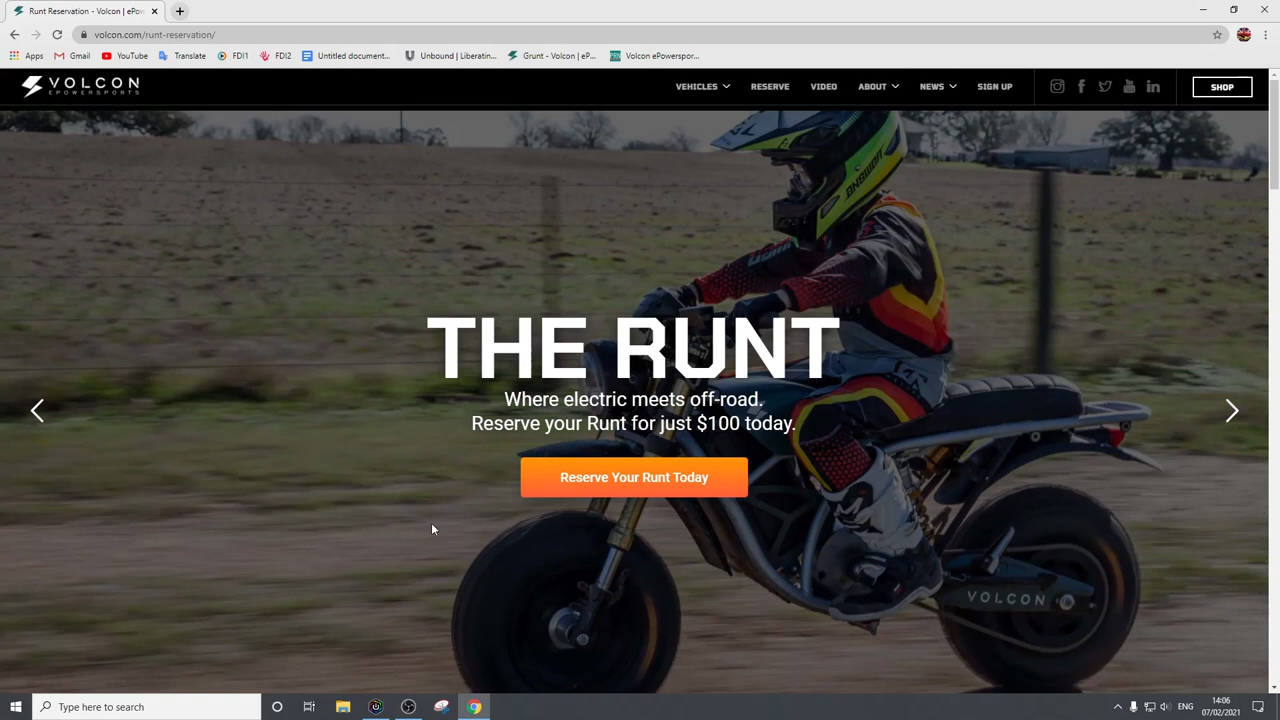 Runt Reservation - Volcon | ePow
volcon.com/runt-reservation/
Apps Gmail YouTube Translate FDI1 FDI2 Untitled document... Unbound | Liberatin... Grunt - Volcon | eP... Volcon ePowerspor...
VOLCON
EPOWERSPORTS
VEHICLES RESERVE VIDEO ABOUT NEWS SIGN UP SHOP
ANSWER
THE RUNT
Where electric meets off-road.
Reserve your Runt for just $100 today.
Reserve Your Runt Today
VOLCON
Type here to search
ENG
14:06
07/02/2021